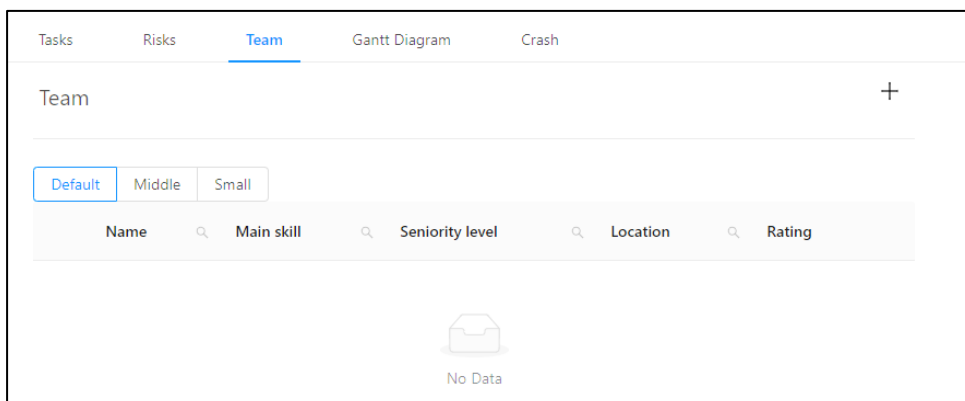 Tasks Risks Team Gantt Diagram Crash
Team
Default Middle Small
Name Main skill Seniority level Location Rating
No Data